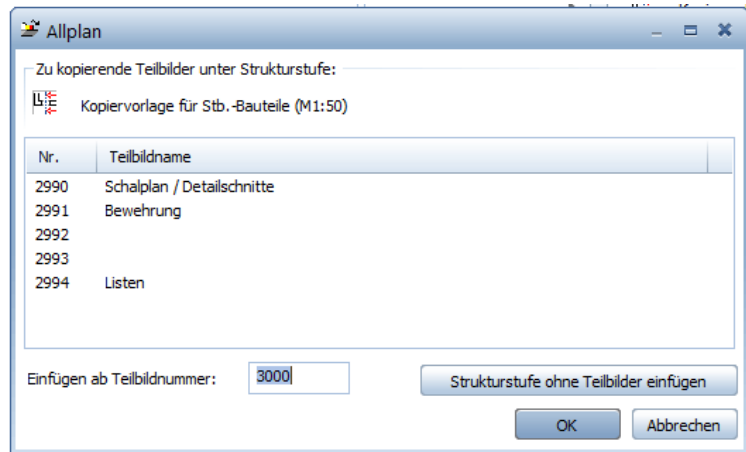 Allplan
Zu kopierende Teilbilder unter Strukturstufe:
Kopiervorlage für Stb.-Bauteile (M1:50)
Nr. Teilbildname
2990 Schalplan / Detailschnitte
2991 Bewehrung
2992
2993
2994 Listen
Einfügen ab Teilbildnummer: 3000 Strukturstufe ohne Teilbilder einfügen
OK Abbrechen